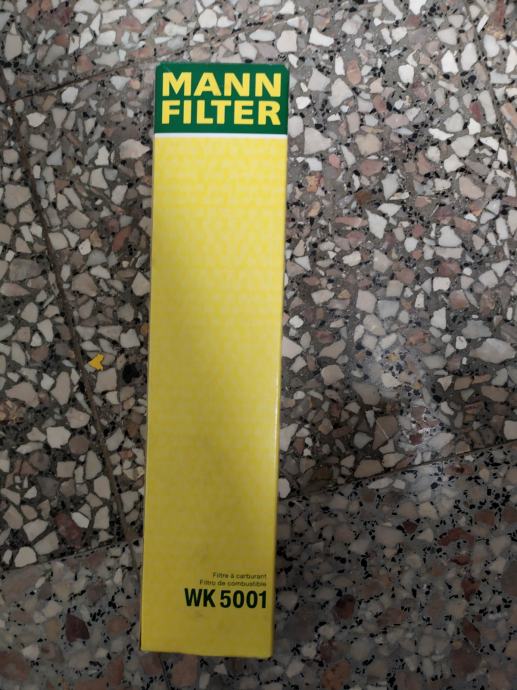 MANN
FILTER
Filtre à carburant
Filtro de combustible
WK 5001